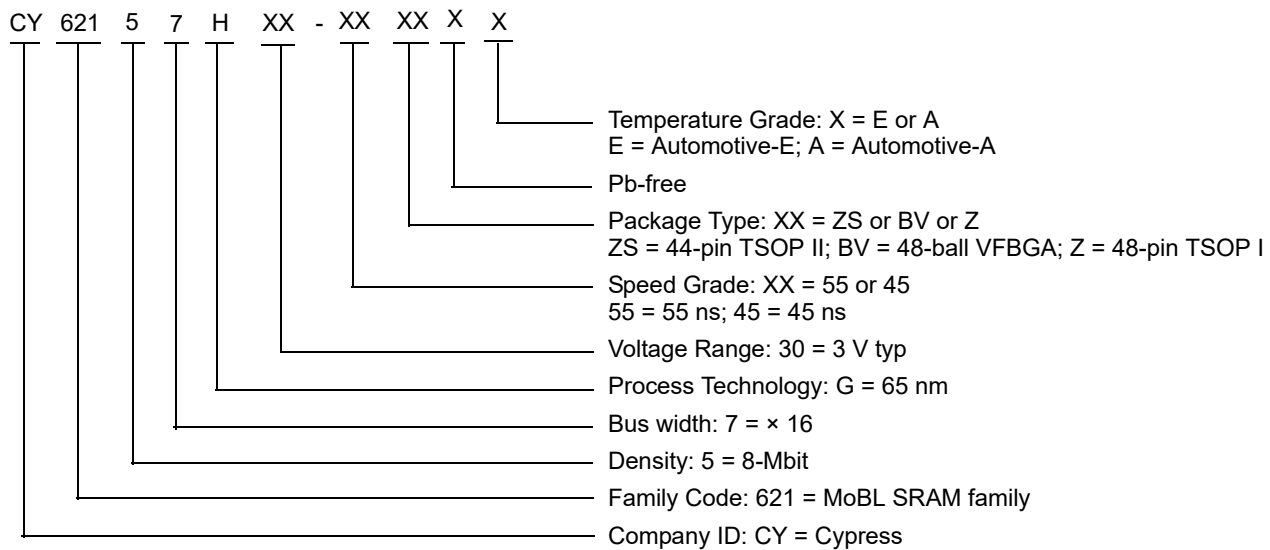 CY 621 5 7 H XX - XX XX X X
Temperature Grade: X = E or A
E = Automotive-E; A = Automotive-A
Pb-free
Package Type: XX = ZS or BV or Z
ZS = 44-pin TSOP II; BV = 48-ball VFBGA; Z = 48-pin TSOP I
Speed Grade: XX = 55 or 45
55 = 55 ns; 45 = 45 ns
Voltage Range: 30 = 3 V typ
Process Technology: G = 65 nm
Bus width: 7 = × 16
Density: 5 = 8-Mbit
Family Code: 621 = MoBL SRAM family
Company ID: CY = Cypress